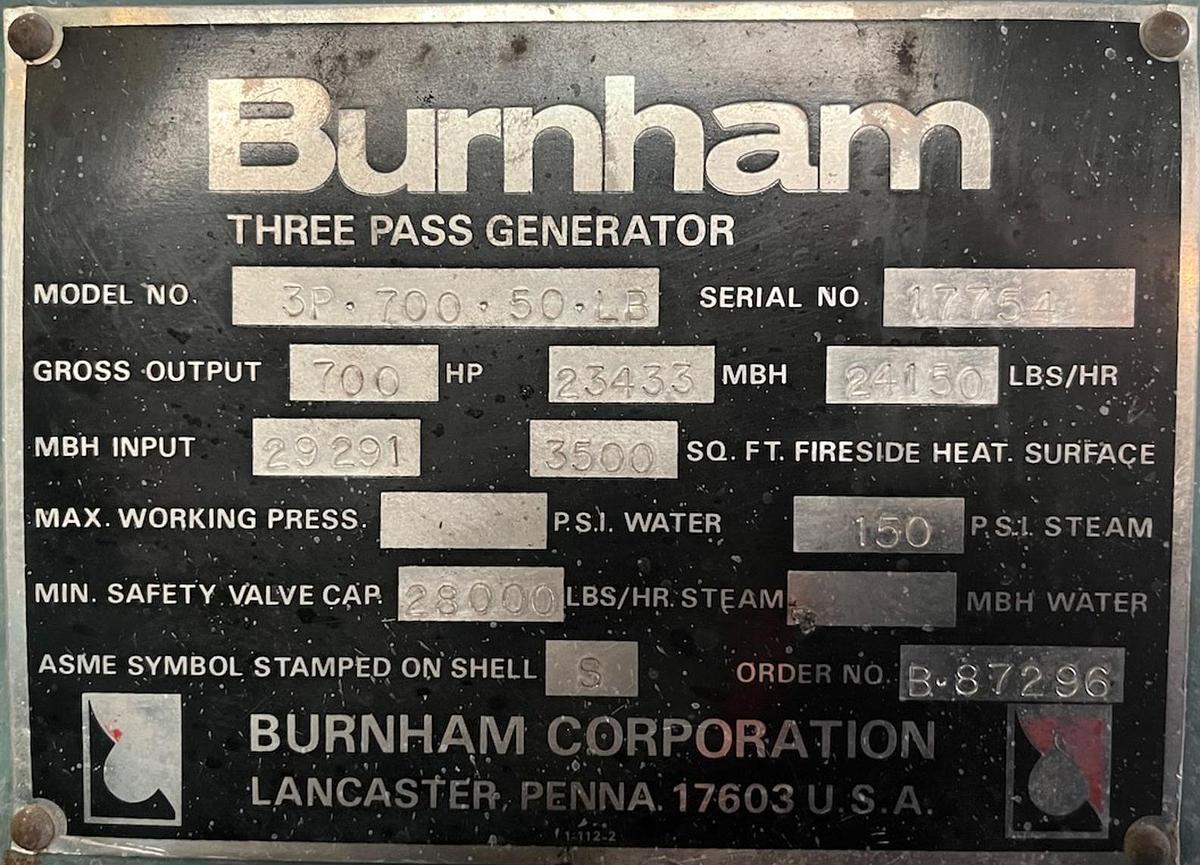 Burnham
THREE PASS GENERATOR
MODEL NO. 3P·700·50·LB SERIAL NO. 17754
GROSS OUTPUT 700 HP 23433 MBH 24150 LBS/HR
MBH INPUT 29291 3500 SQ. FT. FIRESIDE HEAT. SURFACE
MAX. WORKING PRESS. P.S.I. WATER 150 P.S.I. STEAM
MIN. SAFETY VALVE CAP. 28000 LBS/HR. STEAM MBH WATER
ASME SYMBOL STAMPED ON SHELL S ORDER NO. B-87296
BURNHAM CORPORATION
LANCASTER, PENNA. 17603 U.S.A.
1-112-2